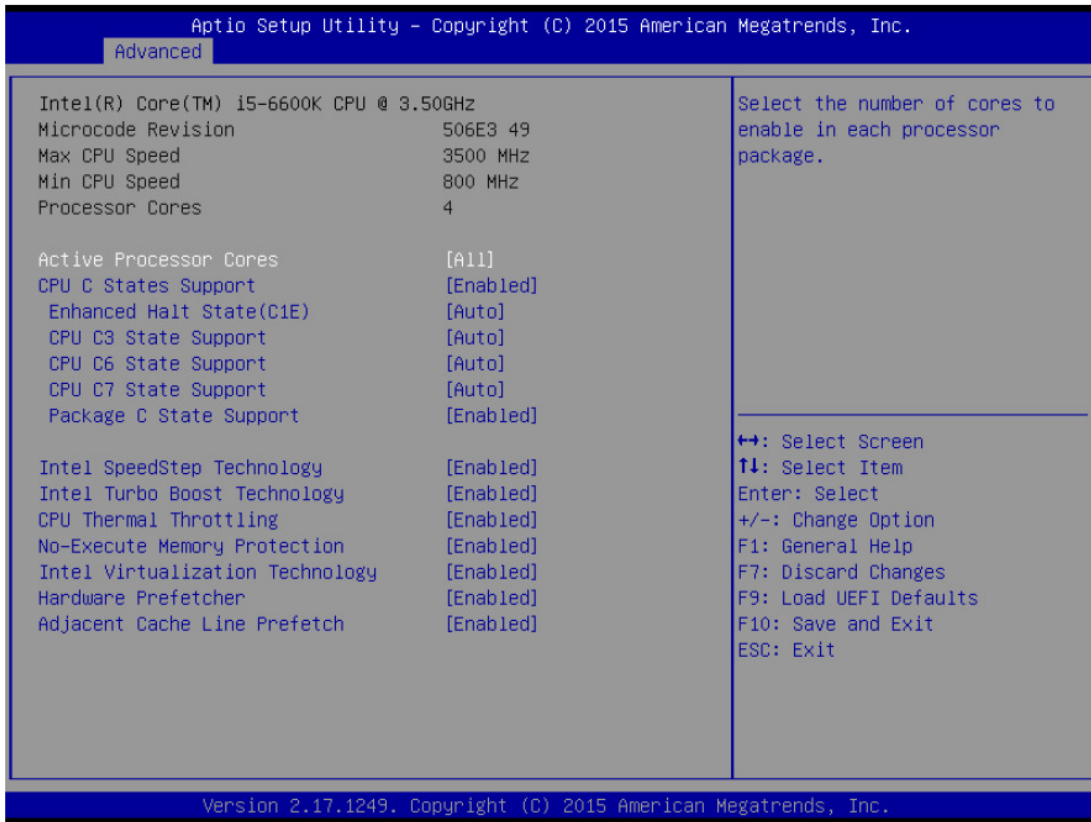 Aptio Setup Utility – Copyright (C) 2015 American Megatrends, Inc.
Advanced
Intel(R) Core(TM) i5-6600K CPU @ 3.50GHz
Microcode Revision 506E3 49
Max CPU Speed 3500 MHz
Min CPU Speed 800 MHz
Processor Cores 4
Active Processor Cores [All]
CPU C States Support [Enabled]
Enhanced Halt State(C1E) [Auto]
CPU C3 State Support [Auto]
CPU C6 State Support [Auto]
CPU C7 State Support [Auto]
Package C State Support [Enabled]
Intel SpeedStep Technology [Enabled]
Intel Turbo Boost Technology [Enabled]
CPU Thermal Throttling [Enabled]
No-Execute Memory Protection [Enabled]
Intel Virtualization Technology [Enabled]
Hardware Prefetcher [Enabled]
Adjacent Cache Line Prefetch [Enabled]
Select the number of cores to
enable in each processor
package.
↔: Select Screen
↑↓: Select Item
Enter: Select
+/-: Change Option
F1: General Help
F7: Discard Changes
F9: Load UEFI Defaults
F10: Save and Exit
ESC: Exit
Version 2.17.1249. Copyright (C) 2015 American Megatrends, Inc.